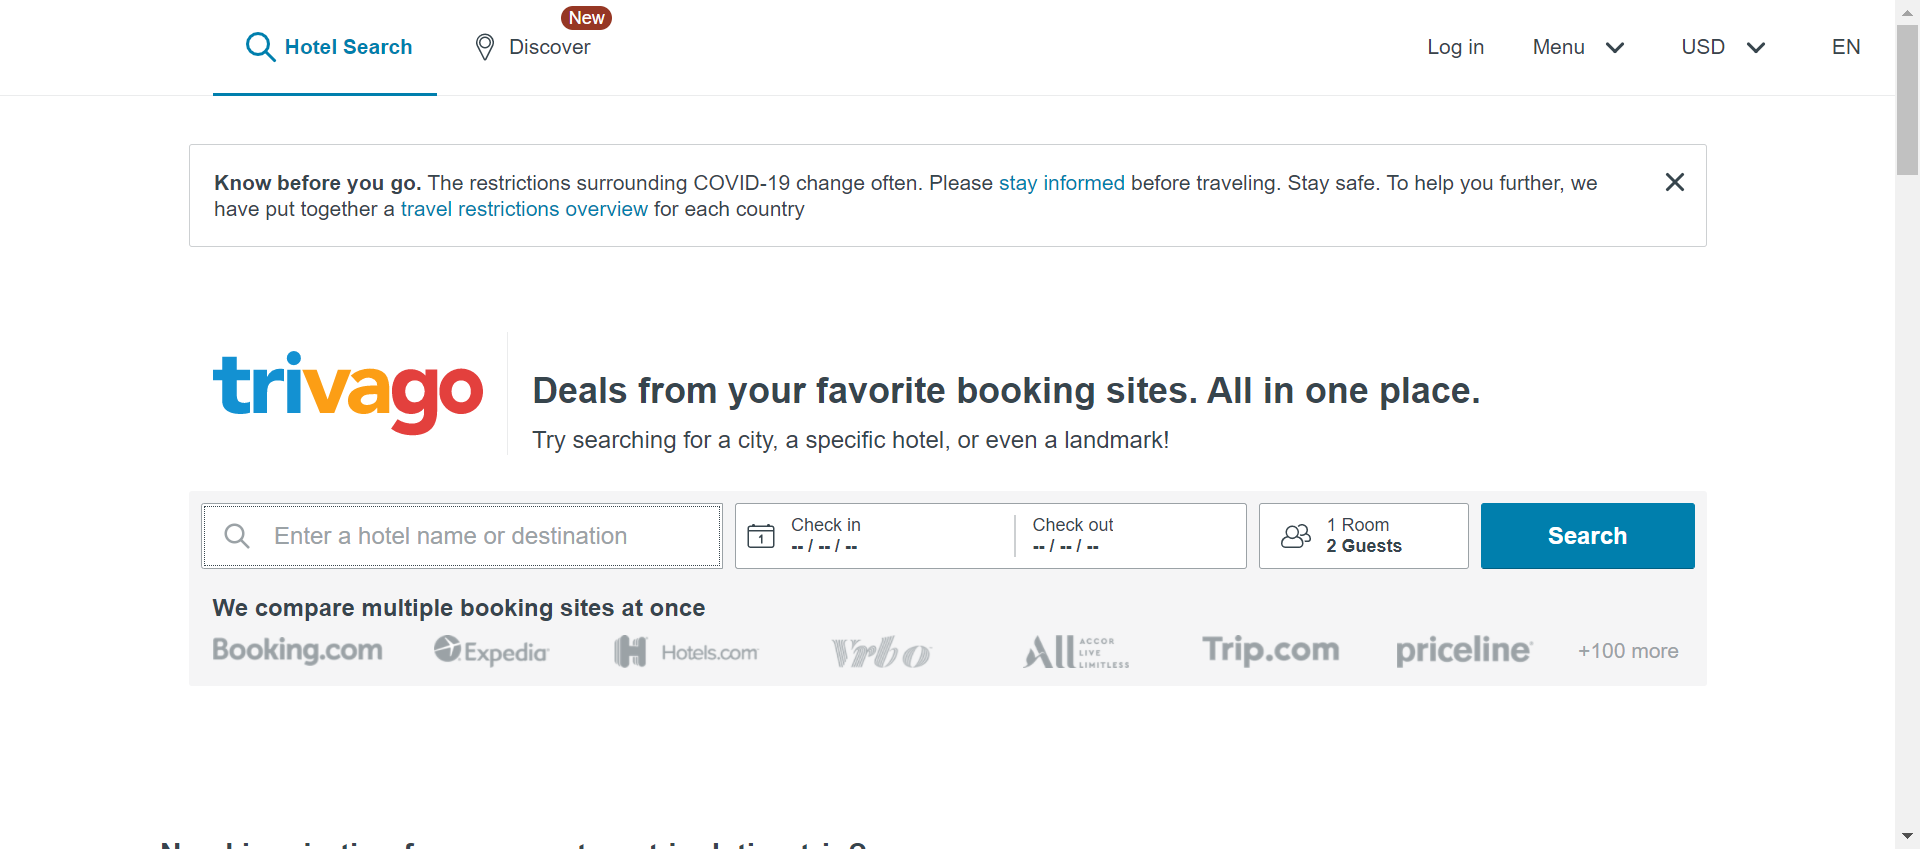 Hotel Search
New
Discover
Log in
Menu
USD
EN
Know before you go. The restrictions surrounding COVID-19 change often. Please stay informed before traveling. Stay safe. To help you further, we
have put together a travel restrictions overview for each country
trivago
Deals from your favorite booking sites. All in one place.
Try searching for a city, a specific hotel, or even a landmark!
Enter a hotel name or destination
1
Check in
-- / -- / --
Check out
-- / -- / --
1 Room
2 Guests
Search
We compare multiple booking sites at once
Booking.com
Expedia
H Hotels.com
Vrbo
All ACCOR
LIVE
LIMITLESS
Trip.com
priceline®
+100 more